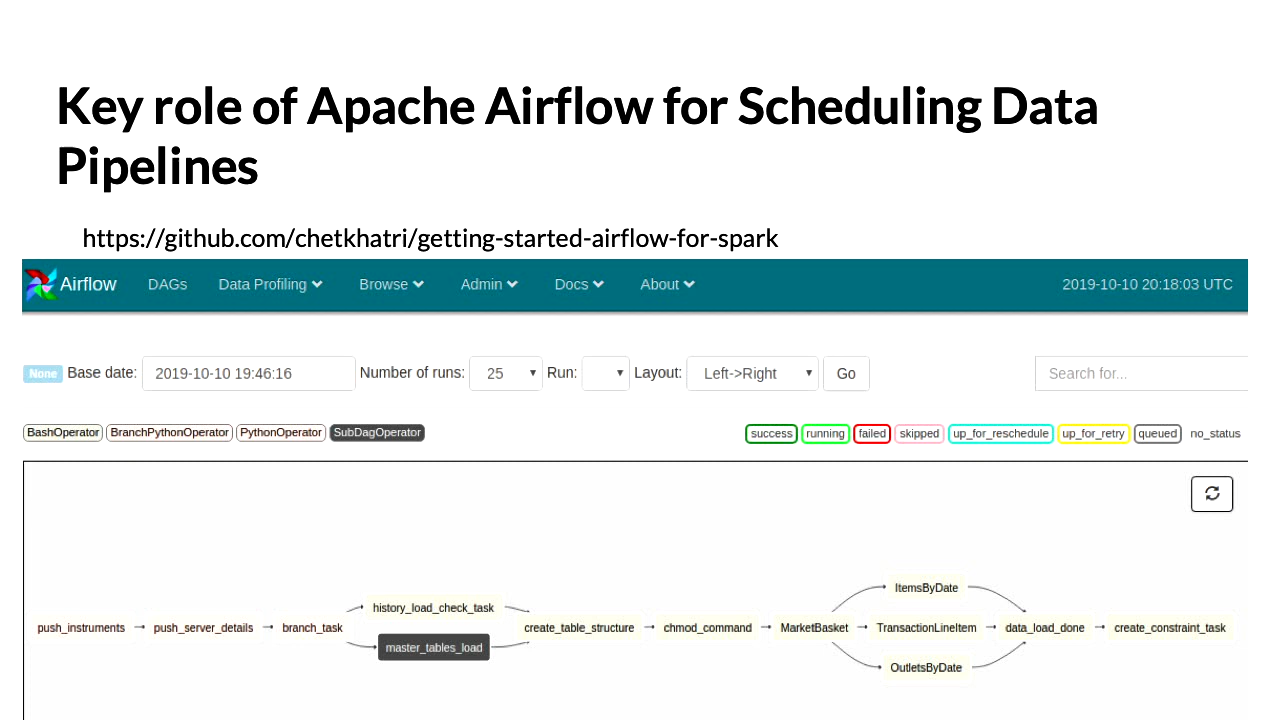 Key role of Apache Airflow for Scheduling Data
Pipelines
https://github.com/chetkhatri/getting-started-airflow-for-spark
Airflow DAGs Data Profiling Browse Admin Docs About 2019-10-10 20:18:03 UTC
None Base date: 2019-10-10 19:46:16 Number of runs: 25 Run: Layout: Left->Right Go Search for...
BashOperator BranchPythonOperator PythonOperator SubDagOperator success running failed skipped up_for_reschedule up_for_retry queued no_status
ItemsByDate
history_load_check_task
push_instruments push_server_details branch_task create_table_structure chmod_command MarketBasket TransactionLineItem data_load_done create_constraint_task
master_tables_load
OutletsByDate